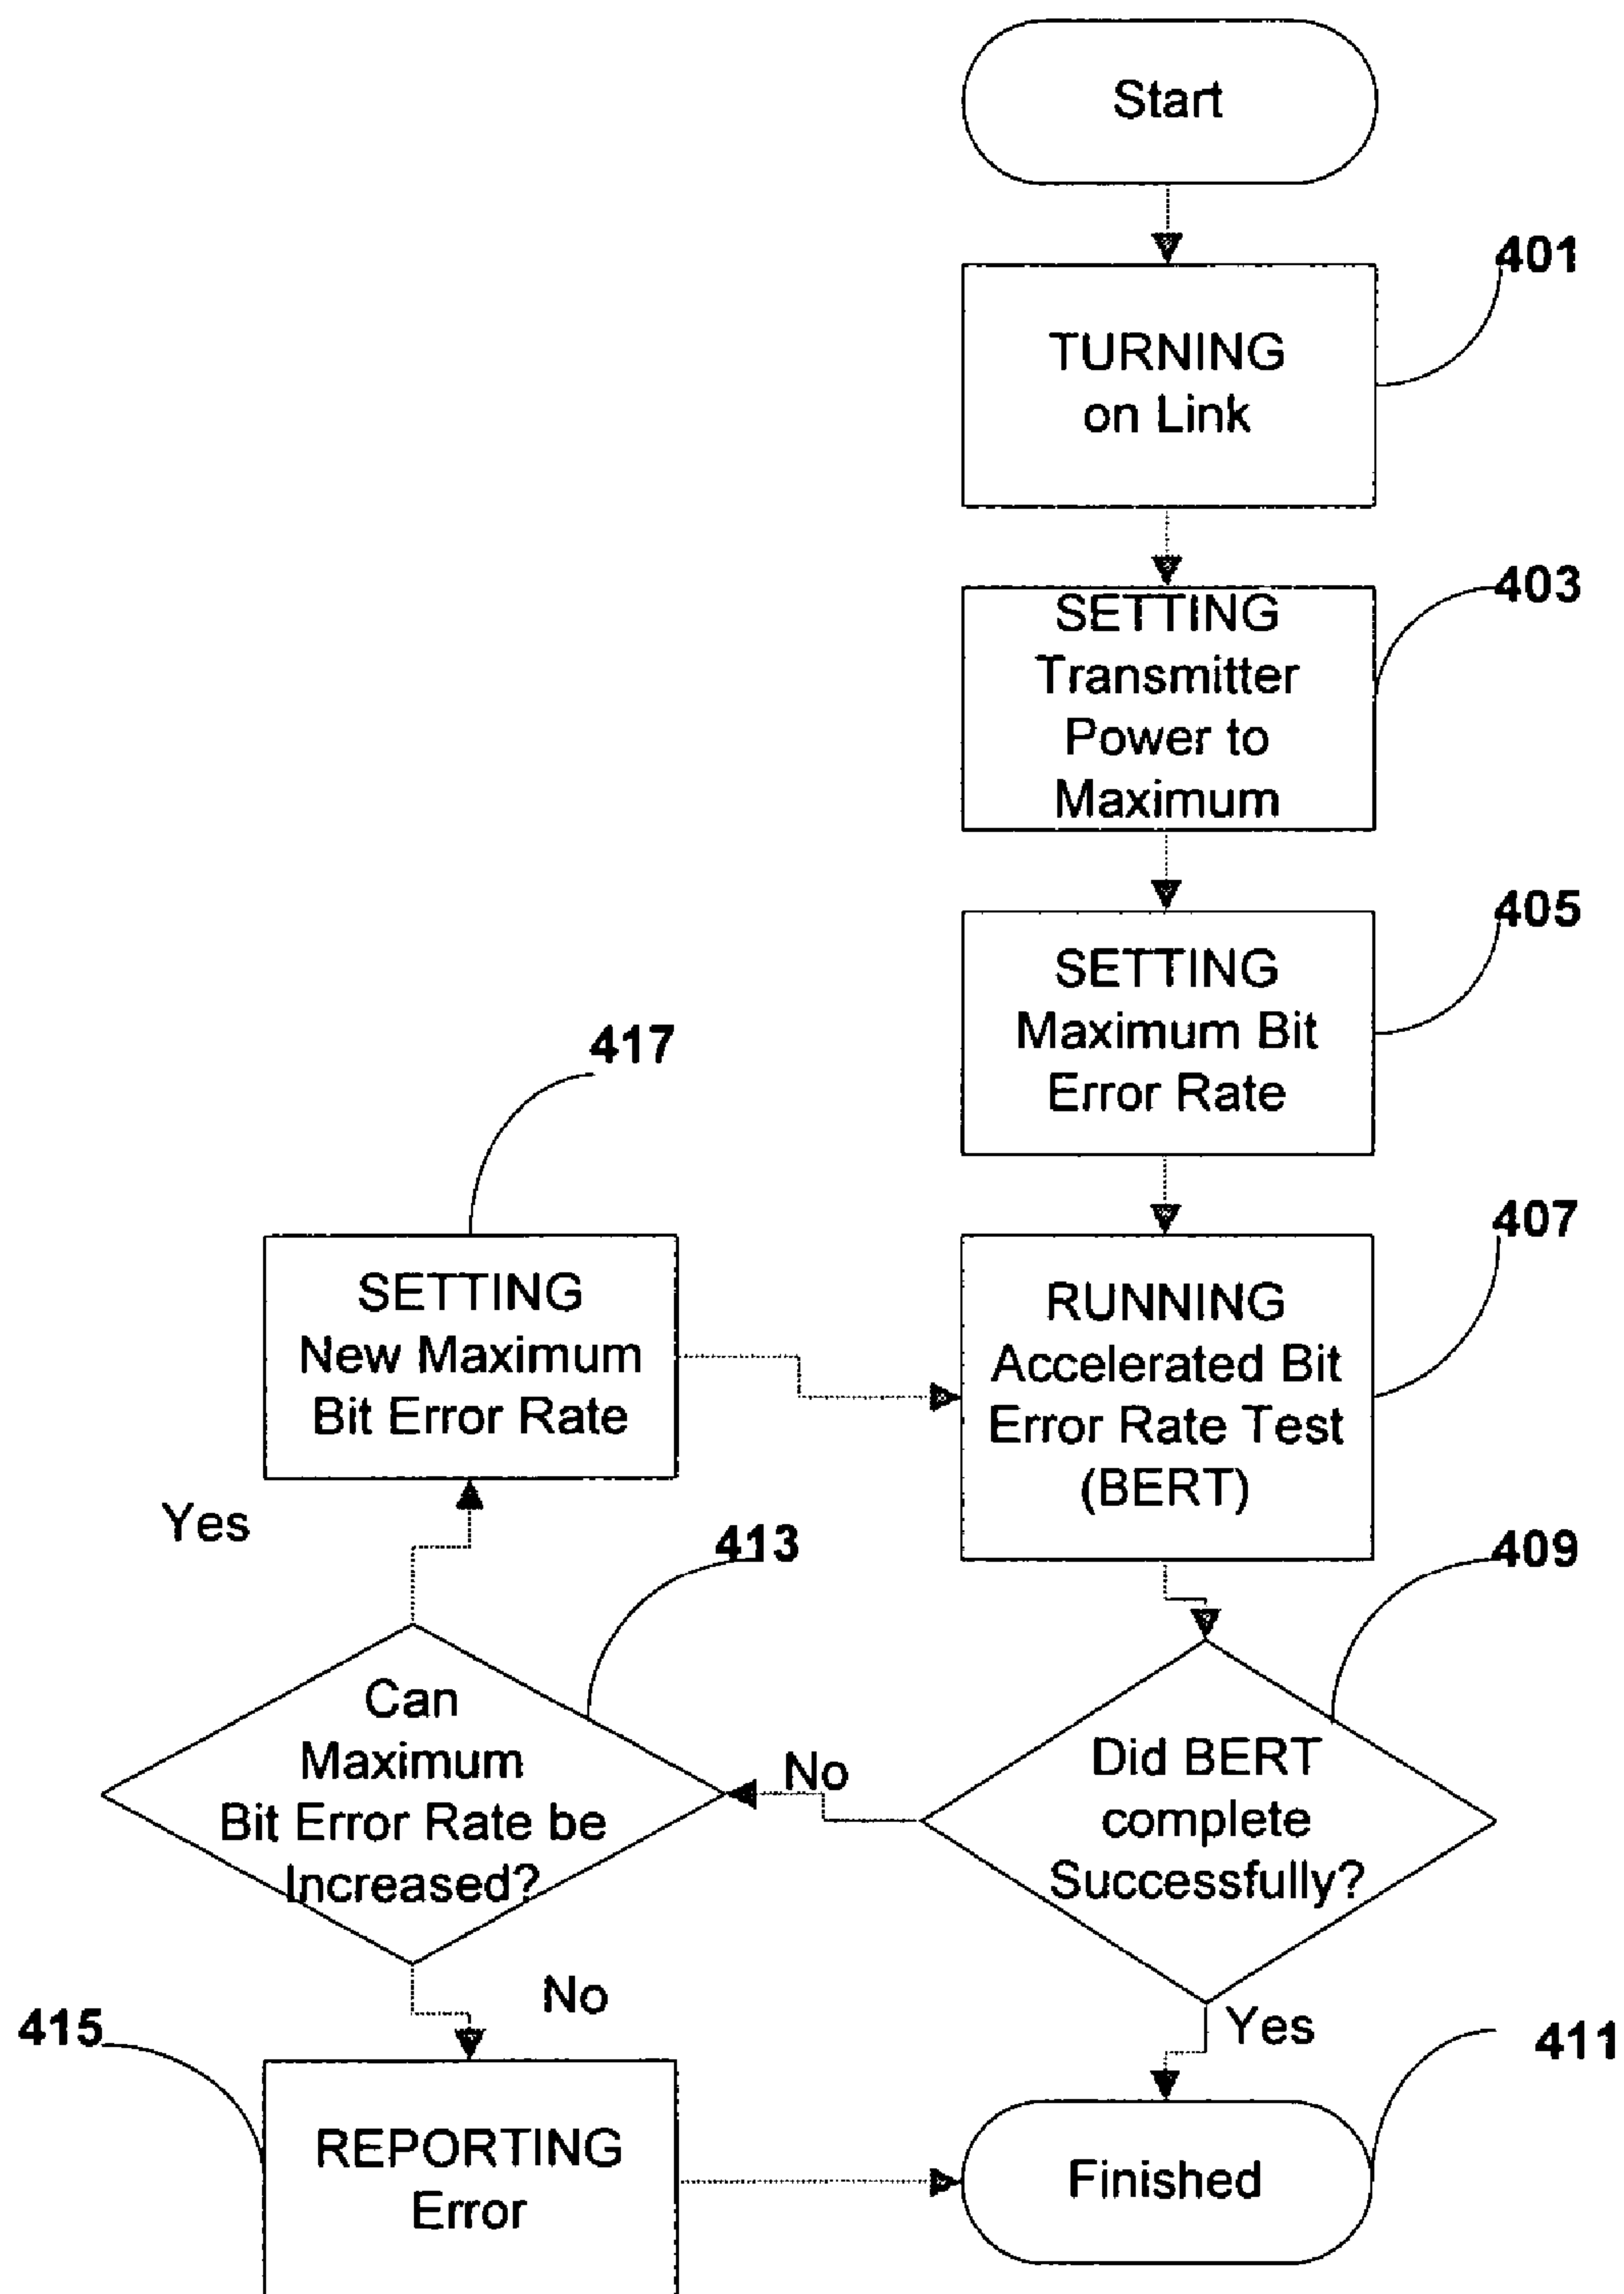 Start
401
TURNING
on Link
403
SETTING
Transmitter
Power to
Maximum
405
SETTING
Maximum Bit
Error Rate
417
SETTING
New Maximum
Bit Error Rate
407
RUNNING
Accelerated Bit
Error Rate Test
(BERT)
Yes
413
409
Can
Maximum
Bit Error Rate be
Increased?
No
Did BERT
complete
Successfully?
No
Yes
415
411
REPORTING
Error
Finished